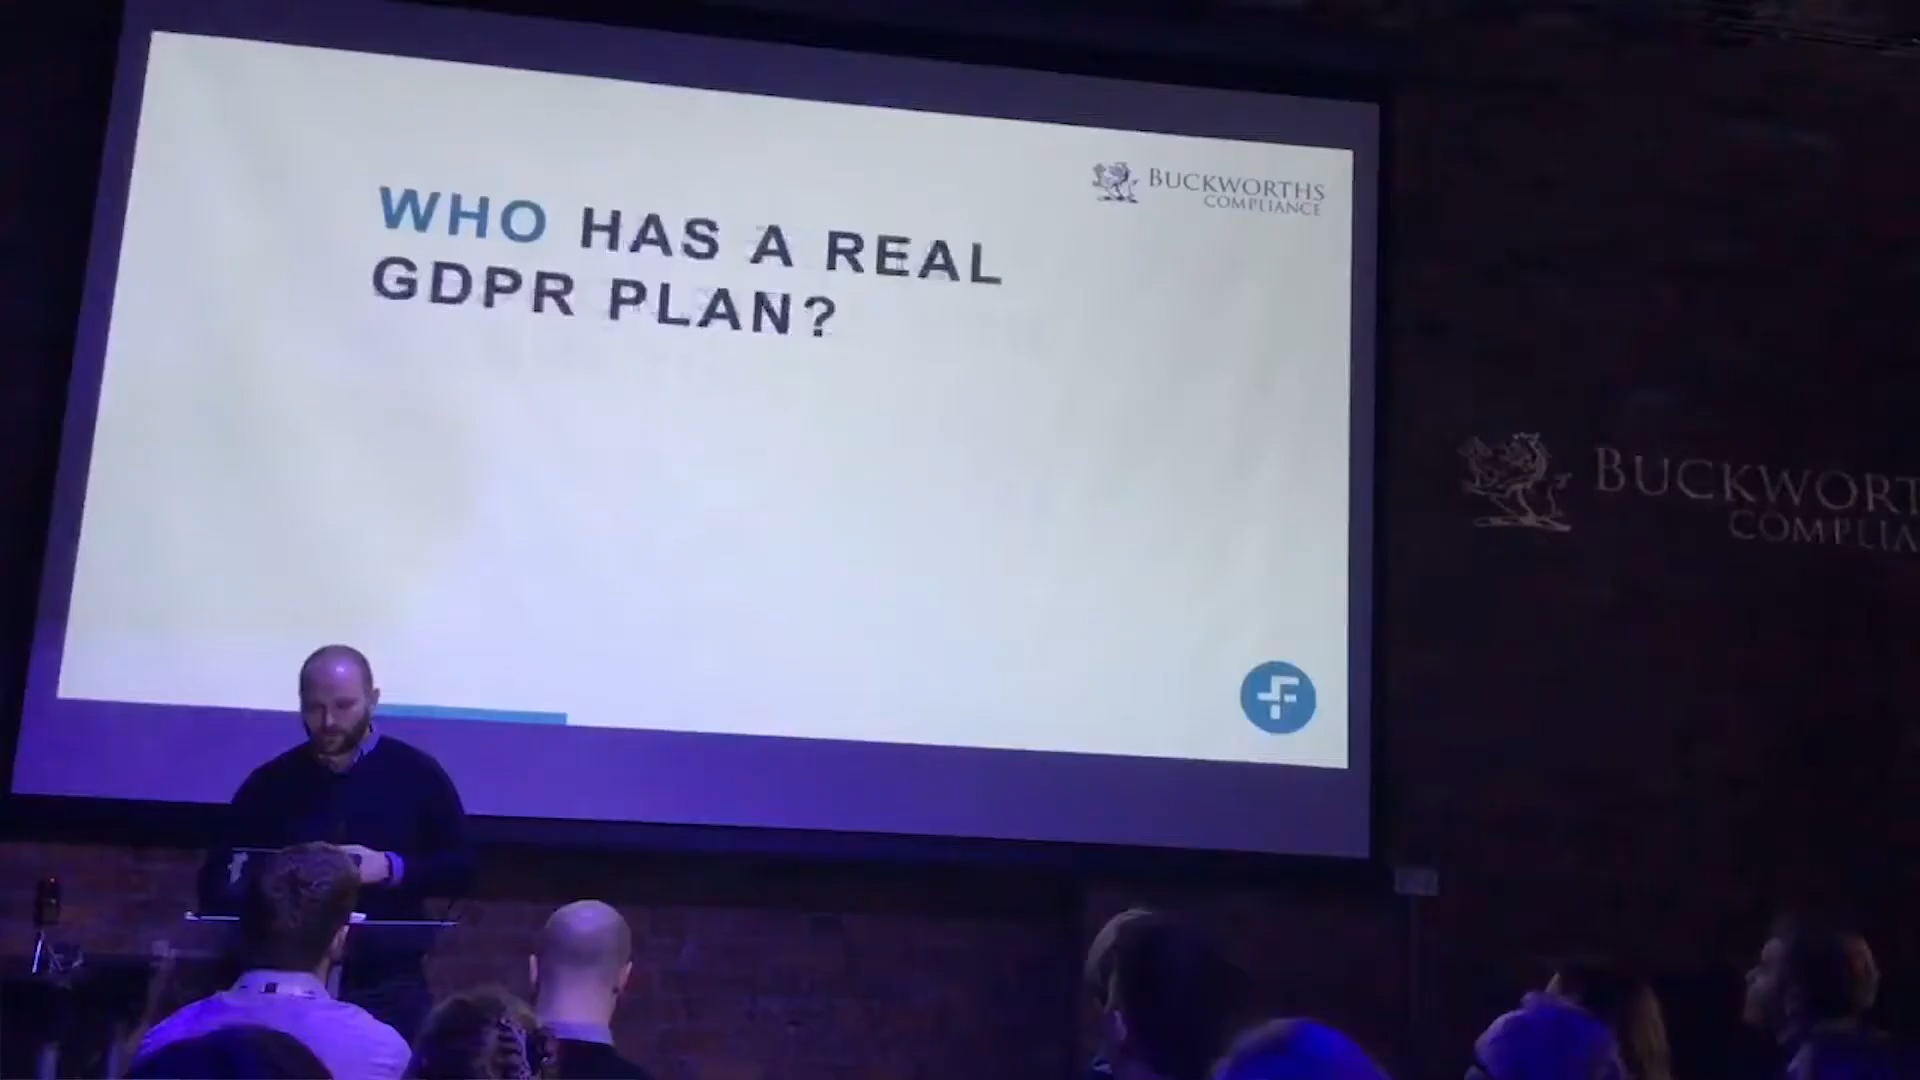 WHO HAS A REAL
GDPR PLAN?
BUCKWORTHS
COMPLIANCE
BUCKWORT
COMPLIA